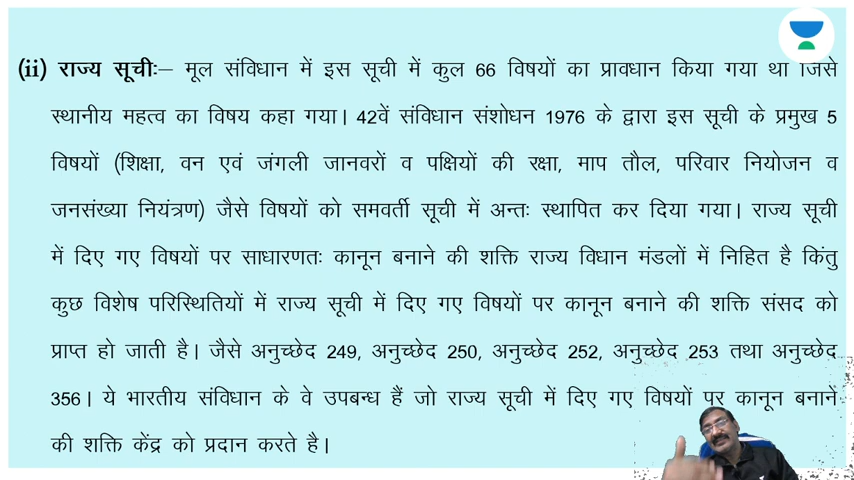 (ii) राज्य सूचीः– मूल संविधान में इस सूची में कुल 66 विषयों का प्रावधान किया गया था जिसे
स्थानीय महत्व का विषय कहा गया। 42वें संविधान संशोधन 1976 के द्वारा इस सूची के प्रमुख 5
विषयों (शिक्षा, वन एवं जंगली जानवरों व पक्षियों की रक्षा, माप तौल, परिवार नियोजन व
जनसंख्या नियंत्रण) जैसे विषयों को समवर्ती सूची में अन्तः स्थापित कर दिया गया। राज्य सूची
में दिए गए विषयों पर साधारणतः कानून बनाने की शक्ति राज्य विधान मंडलों में निहित है किंतु
कुछ विशेष परिस्थितियों में राज्य सूची में दिए गए विषयों पर कानून बनाने की शक्ति संसद को
प्राप्त हो जाती है। जैसे अनुच्छेद 249, अनुच्छेद 250, अनुच्छेद 252, अनुच्छेद 253 तथा अनुच्छेद
356। ये भारतीय संविधान के वे उपबन्ध हैं जो राज्य सूची में दिए गए विषयों पर कानून बनाने
की शक्ति केंद्र को प्रदान करते है।